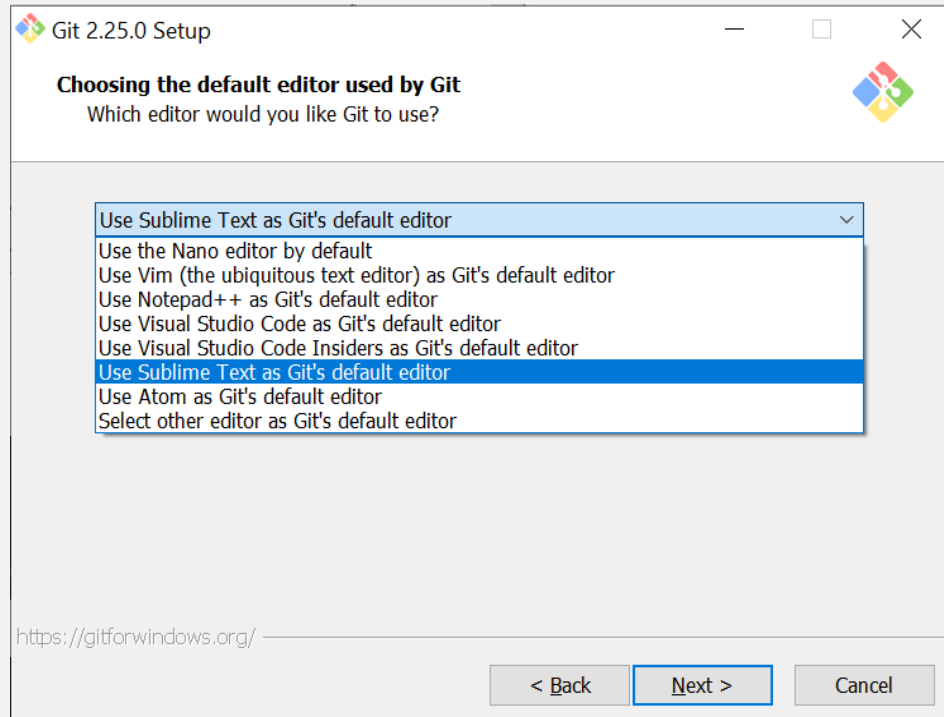 Git 2.25.0 Setup
Choosing the default editor used by Git
Which editor would you like Git to use?
Use Sublime Text as Git's default editor
Use the Nano editor by default
Use Vim (the ubiquitous text editor) as Git's default editor
Use Notepad++ as Git's default editor
Use Visual Studio Code as Git's default editor
Use Visual Studio Code Insiders as Git's default editor
Use Sublime Text as Git's default editor
Use Atom as Git's default editor
Select other editor as Git's default editor
https://gitforwindows.org/
< Back Next > Cancel